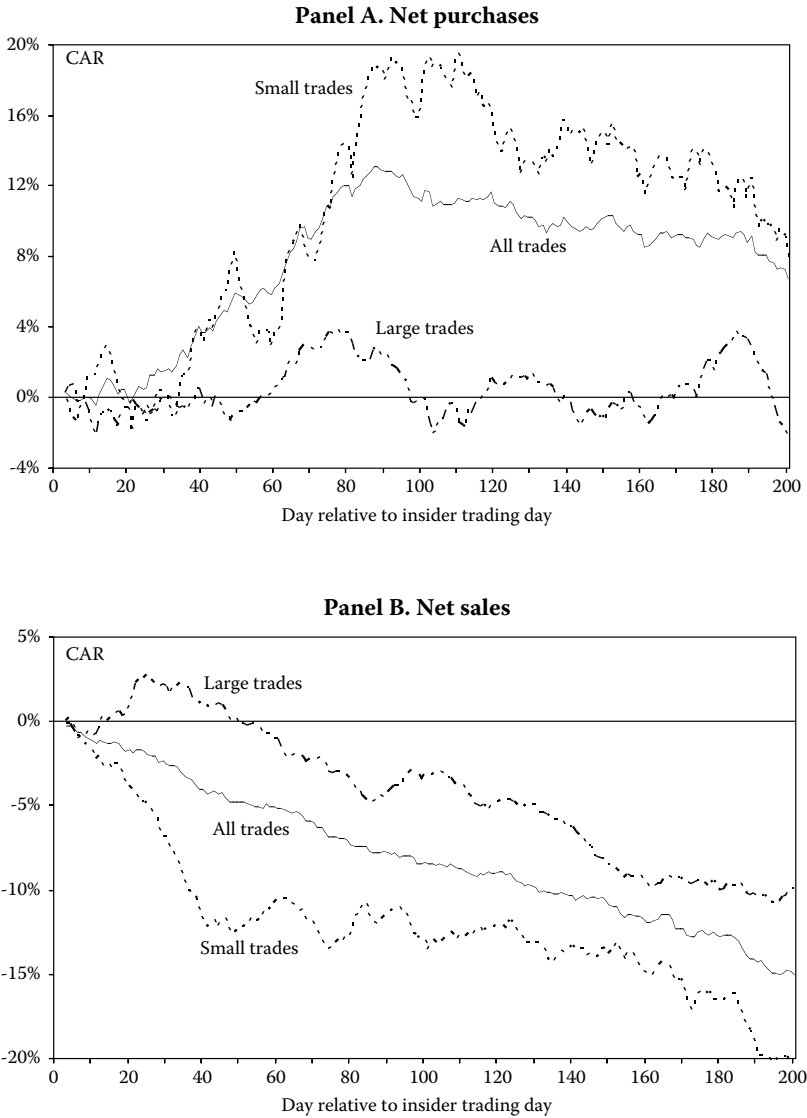 Panel A. Net purchases
20%
CAR
Small trades
16%
12%
All trades
8%
Large trades
4%
0%
-4%
0 20 40 60 80 100 120 140 160 180 200
Day relative to insider trading day
Panel B. Net sales
5%
CAR
Large trades
0%
-5%
All trades
-10%
Small trades
-15%
-20%
0 20 40 60 80 100 120 140 160 180 200
Day relative to insider trading day